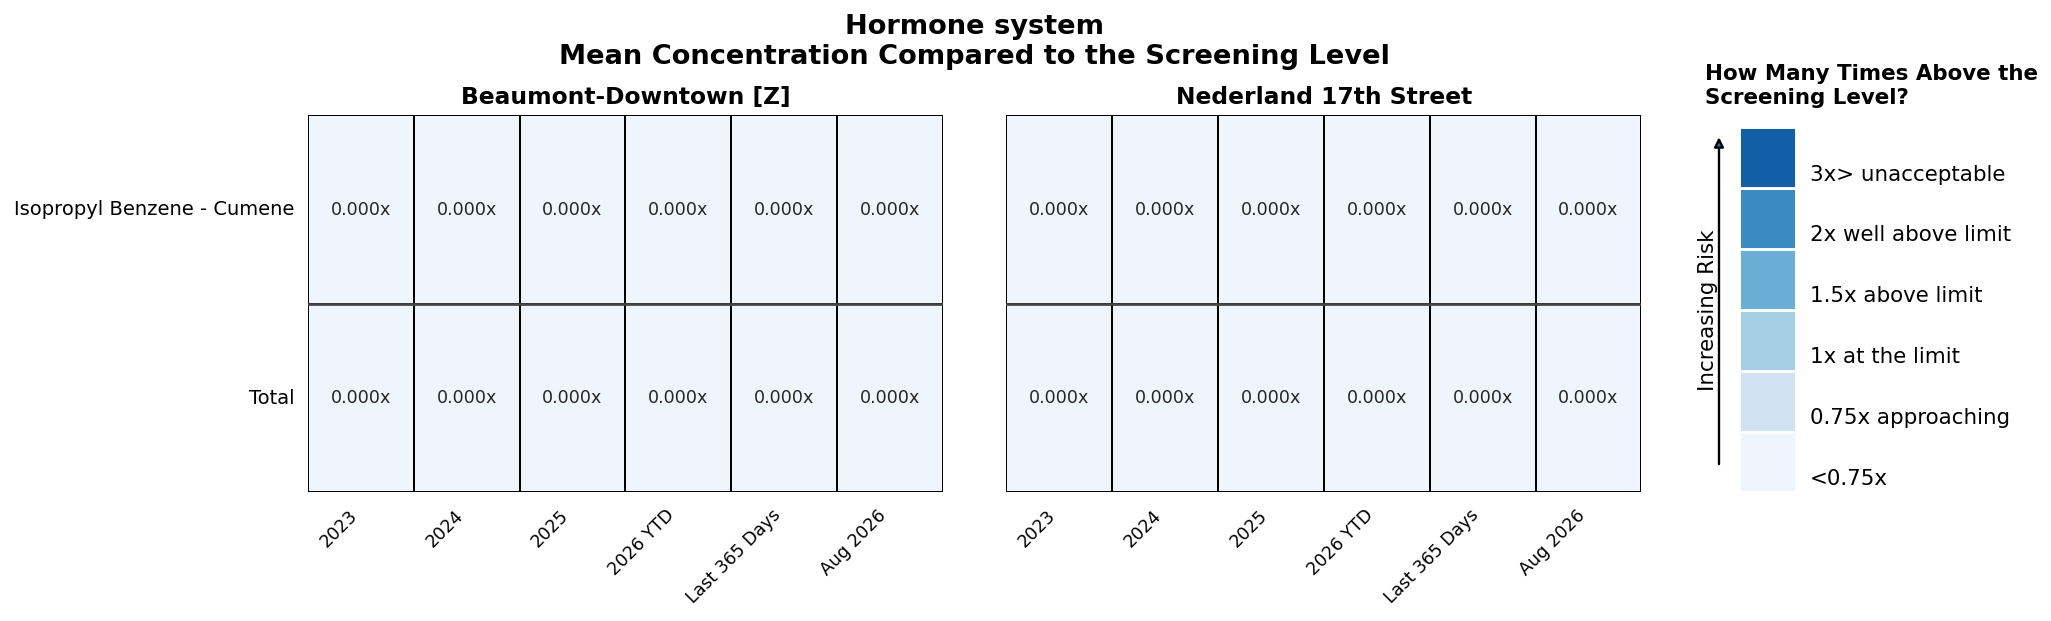 Hormone system
Mean Concentration Compared to the Screening Level
Beaumont-Downtown [Z]
Nederland 17th Street
How Many Times Above the
Screening Level?
Isopropyl Benzene - Cumene
0.000x 0.000x 0.000x 0.000x 0.000x 0.000x
0.000x 0.000x 0.000x 0.000x 0.000x 0.000x
Total
0.000x 0.000x 0.000x 0.000x 0.000x 0.000x
0.000x 0.000x 0.000x 0.000x 0.000x 0.000x
2023
2024
2025
2026 YTD
Last 365 Days
Aug 2026
2023
2024
2025
2026 YTD
Last 365 Days
Aug 2026
Increasing Risk
3x> unacceptable
2x well above limit
1.5x above limit
1x at the limit
0.75x approaching
<0.75x